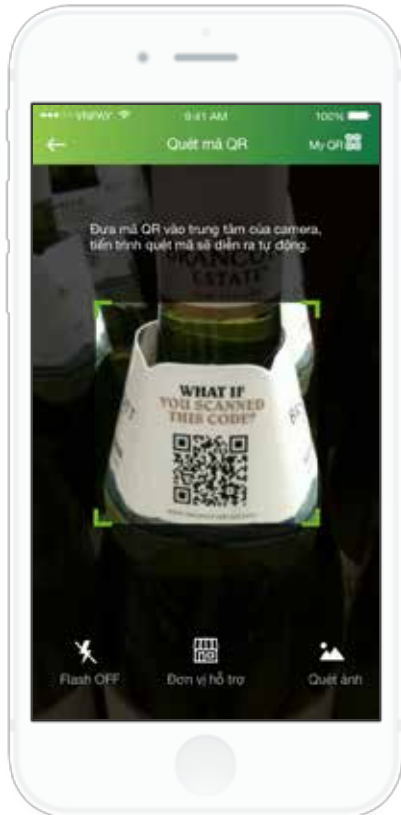 VNPAY
9:41 AM
100%
Quét mã QR
My QR
Đưa mã QR vào trung tâm của camera,
tiến trình quét mã sẽ diễn ra tự động.
ESTATE
WHAT IF
YOU SCANNED
THIS CODE?
Flash OFF
Đơn vị hỗ trợ
Quét ảnh